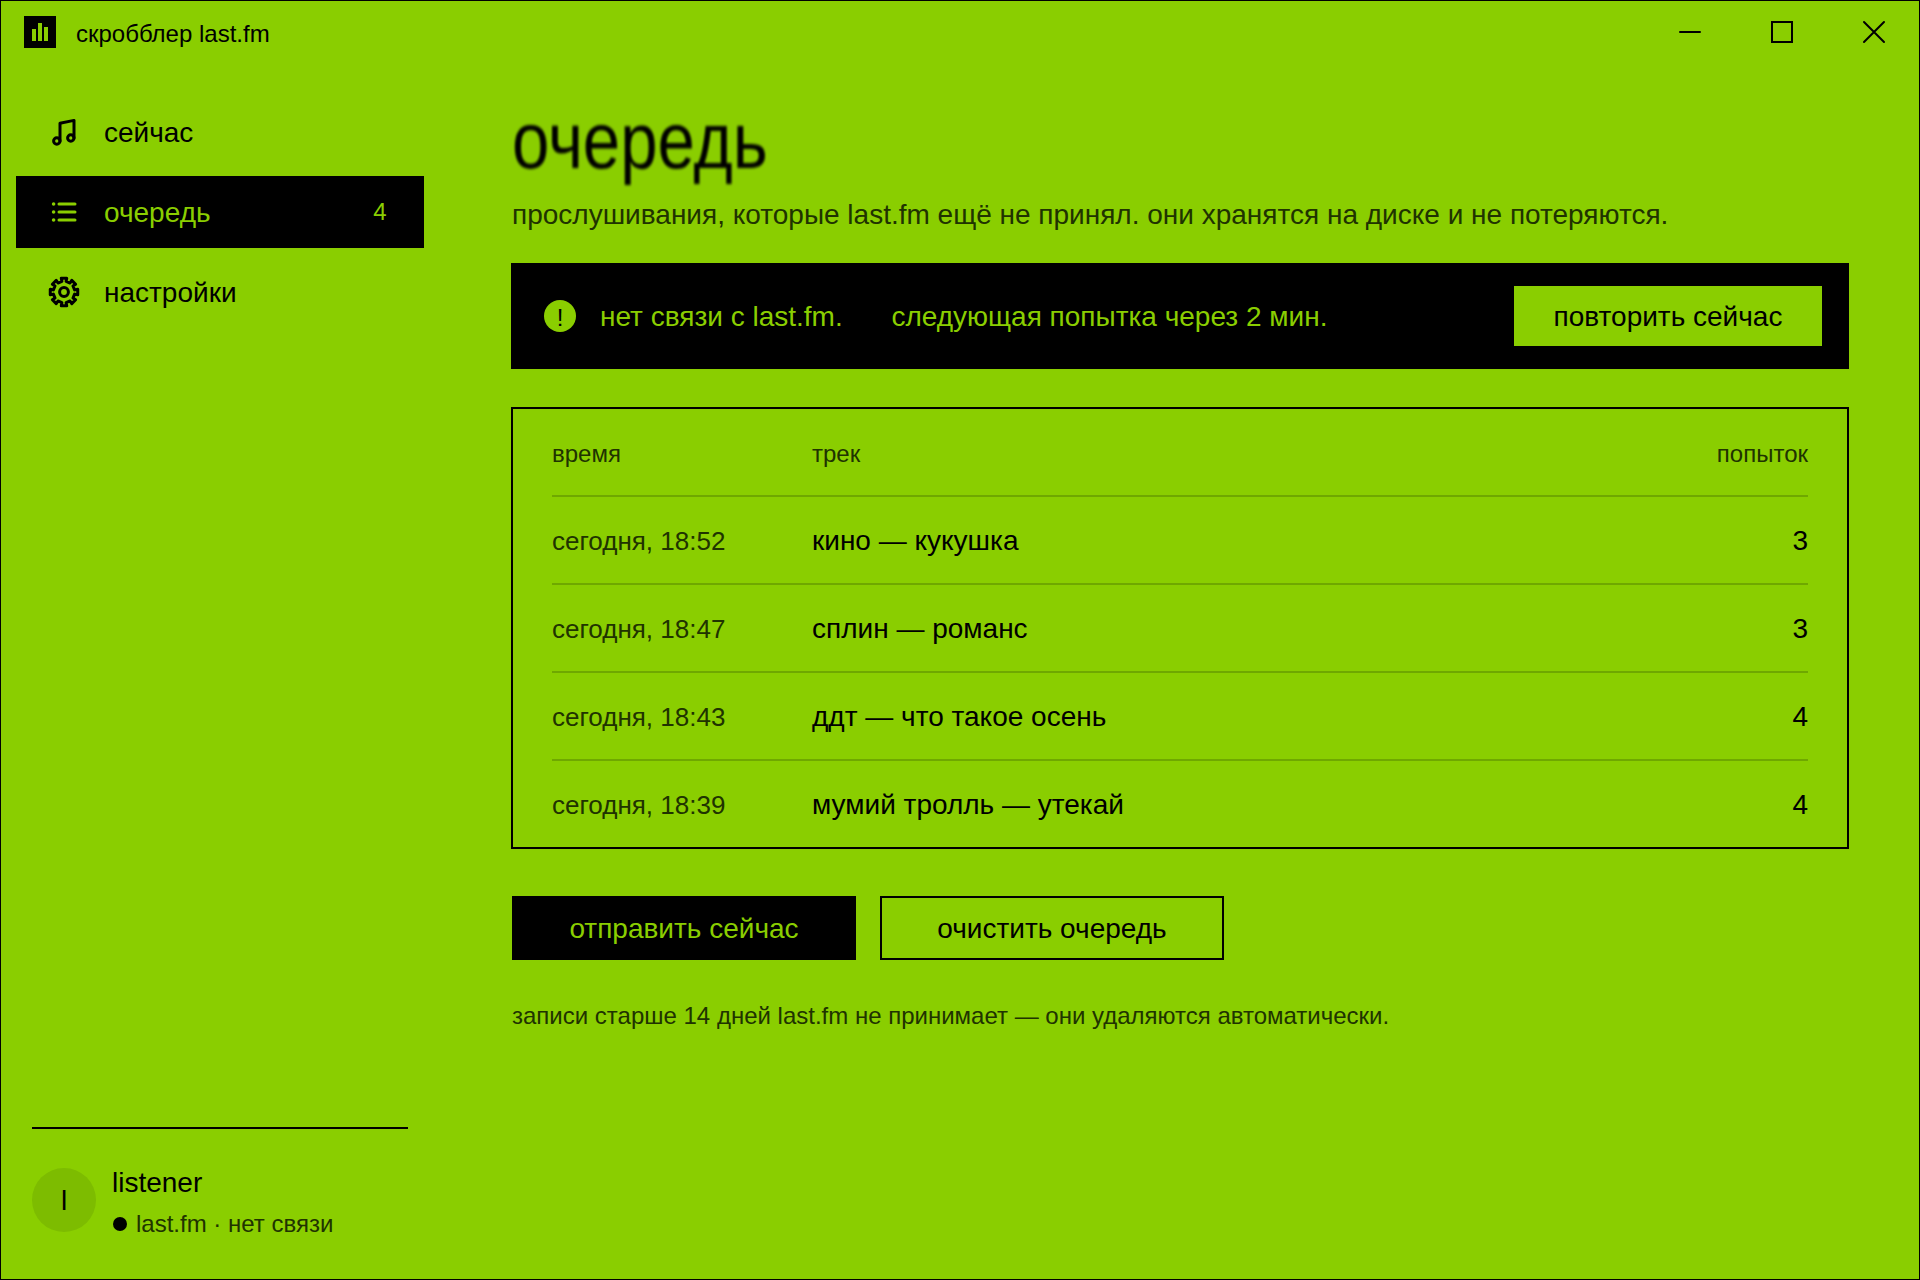 скробблер last.fm
сейчас
очередь 4
настройки
очередь
прослушивания, которые last.fm ещё не принял. они хранятся на диске и не потеряются.
! нет связи с last.fm. следующая попытка через 2 мин. повторить сейчас
время трек попыток
сегодня, 18:52 кино — кукушка 3
сегодня, 18:47 сплин — романс 3
сегодня, 18:43 ддт — что такое осень 4
сегодня, 18:39 мумий тролль — утекай 4
отправить сейчас очистить очередь
записи старше 14 дней last.fm не принимает — они удаляются автоматически.
l listener
last.fm · нет связи